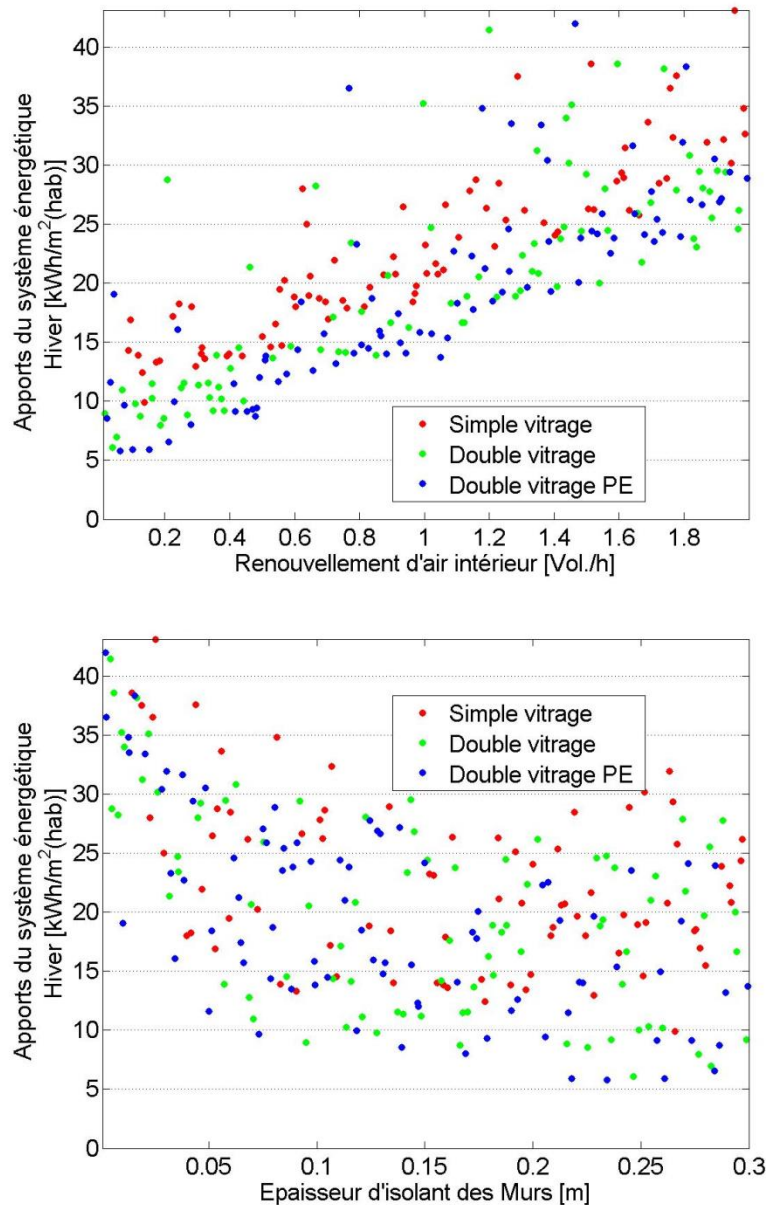 40
35
30
25
20
15
10
5
0
Apports du système énergétique
Hiver [kWh/m²(hab)]
Simple vitrage
Double vitrage
Double vitrage PE
0.2 0.4 0.6 0.8 1 1.2 1.4 1.6 1.8
Renouvellement d'air intérieur [Vol./h]
40
35
30
25
20
15
10
5
0
Apports du système énergétique
Hiver [kWh/m²(hab)]
Simple vitrage
Double vitrage
Double vitrage PE
0.05 0.1 0.15 0.2 0.25 0.3
Epaisseur d'isolant des Murs [m]